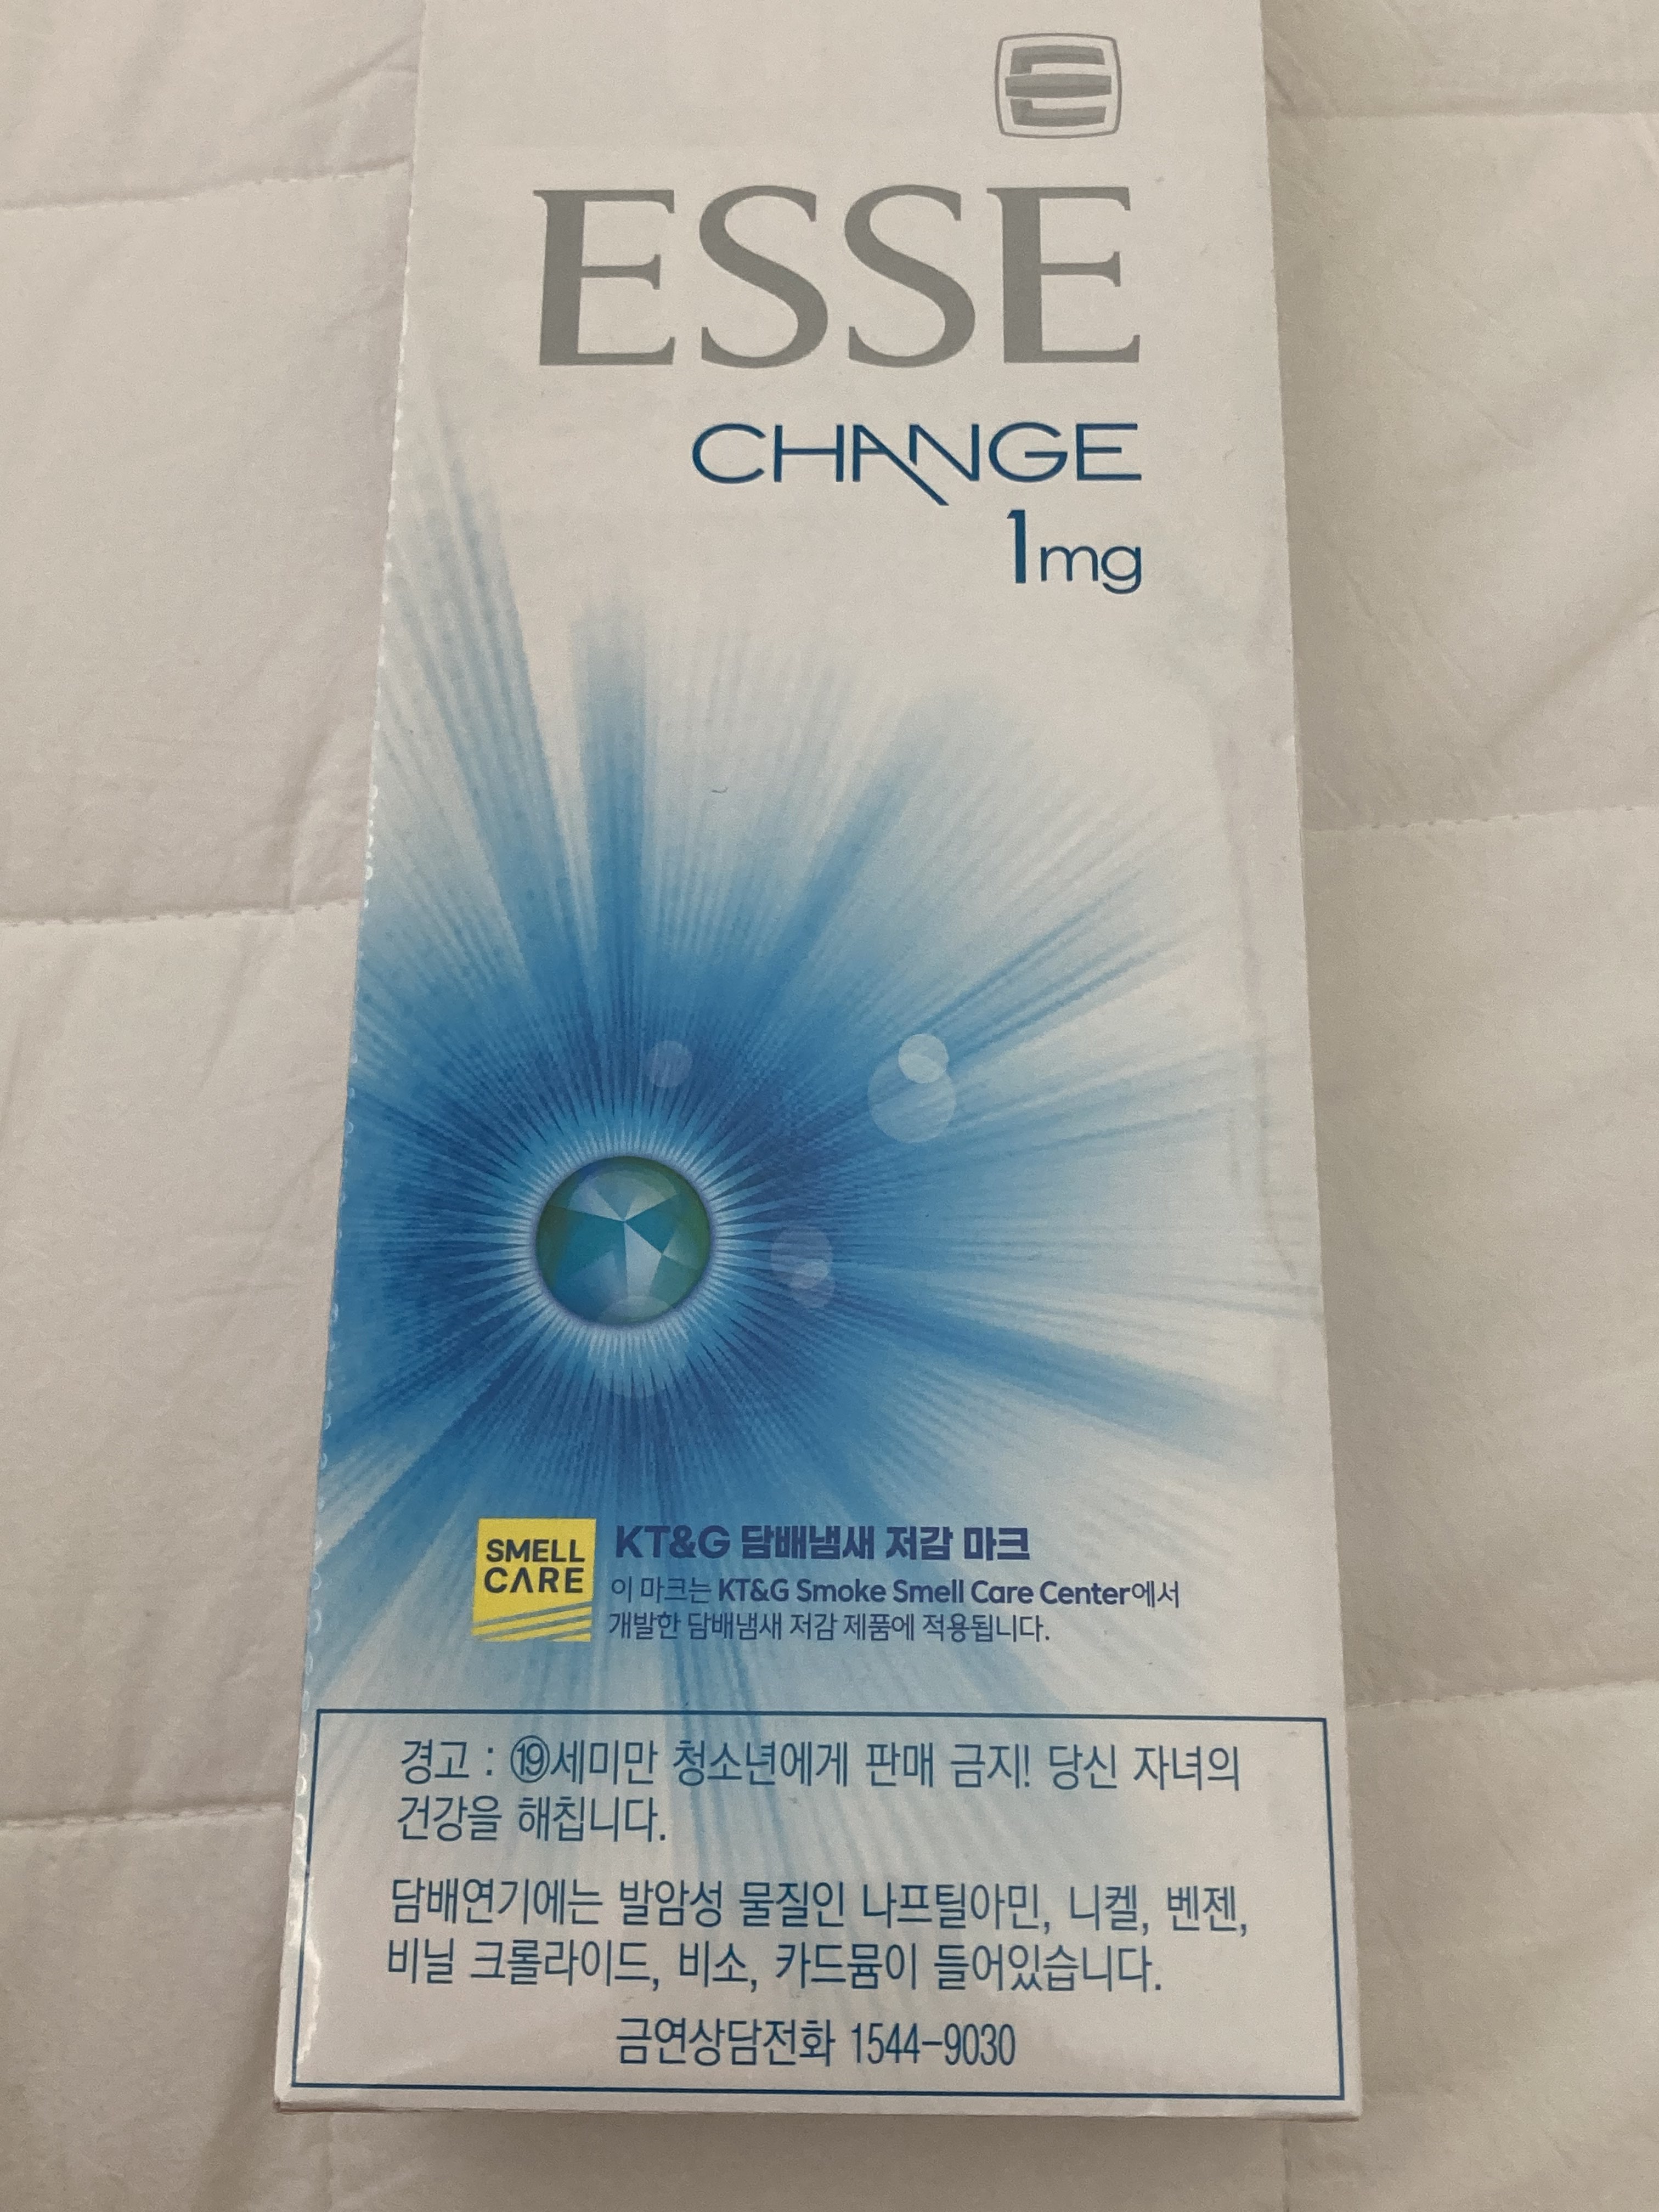 ESSE
CHANGE
1mg
SMELL
CARE
KT&G 담배냄새 저감 마크
이 마크는 KT&G Smoke Smell Care Center에서
개발한 담배냄새 저감 제품에 적용됩니다.
경고 : ⑲세미만 청소년에게 판매 금지! 당신 자녀의
건강을 해칩니다.
담배연기에는 발암성 물질인 나프틸아민, 니켈, 벤젠,
비닐 크롤라이드, 비소, 카드뮴이 들어있습니다.
금연상담전화 1544-9030